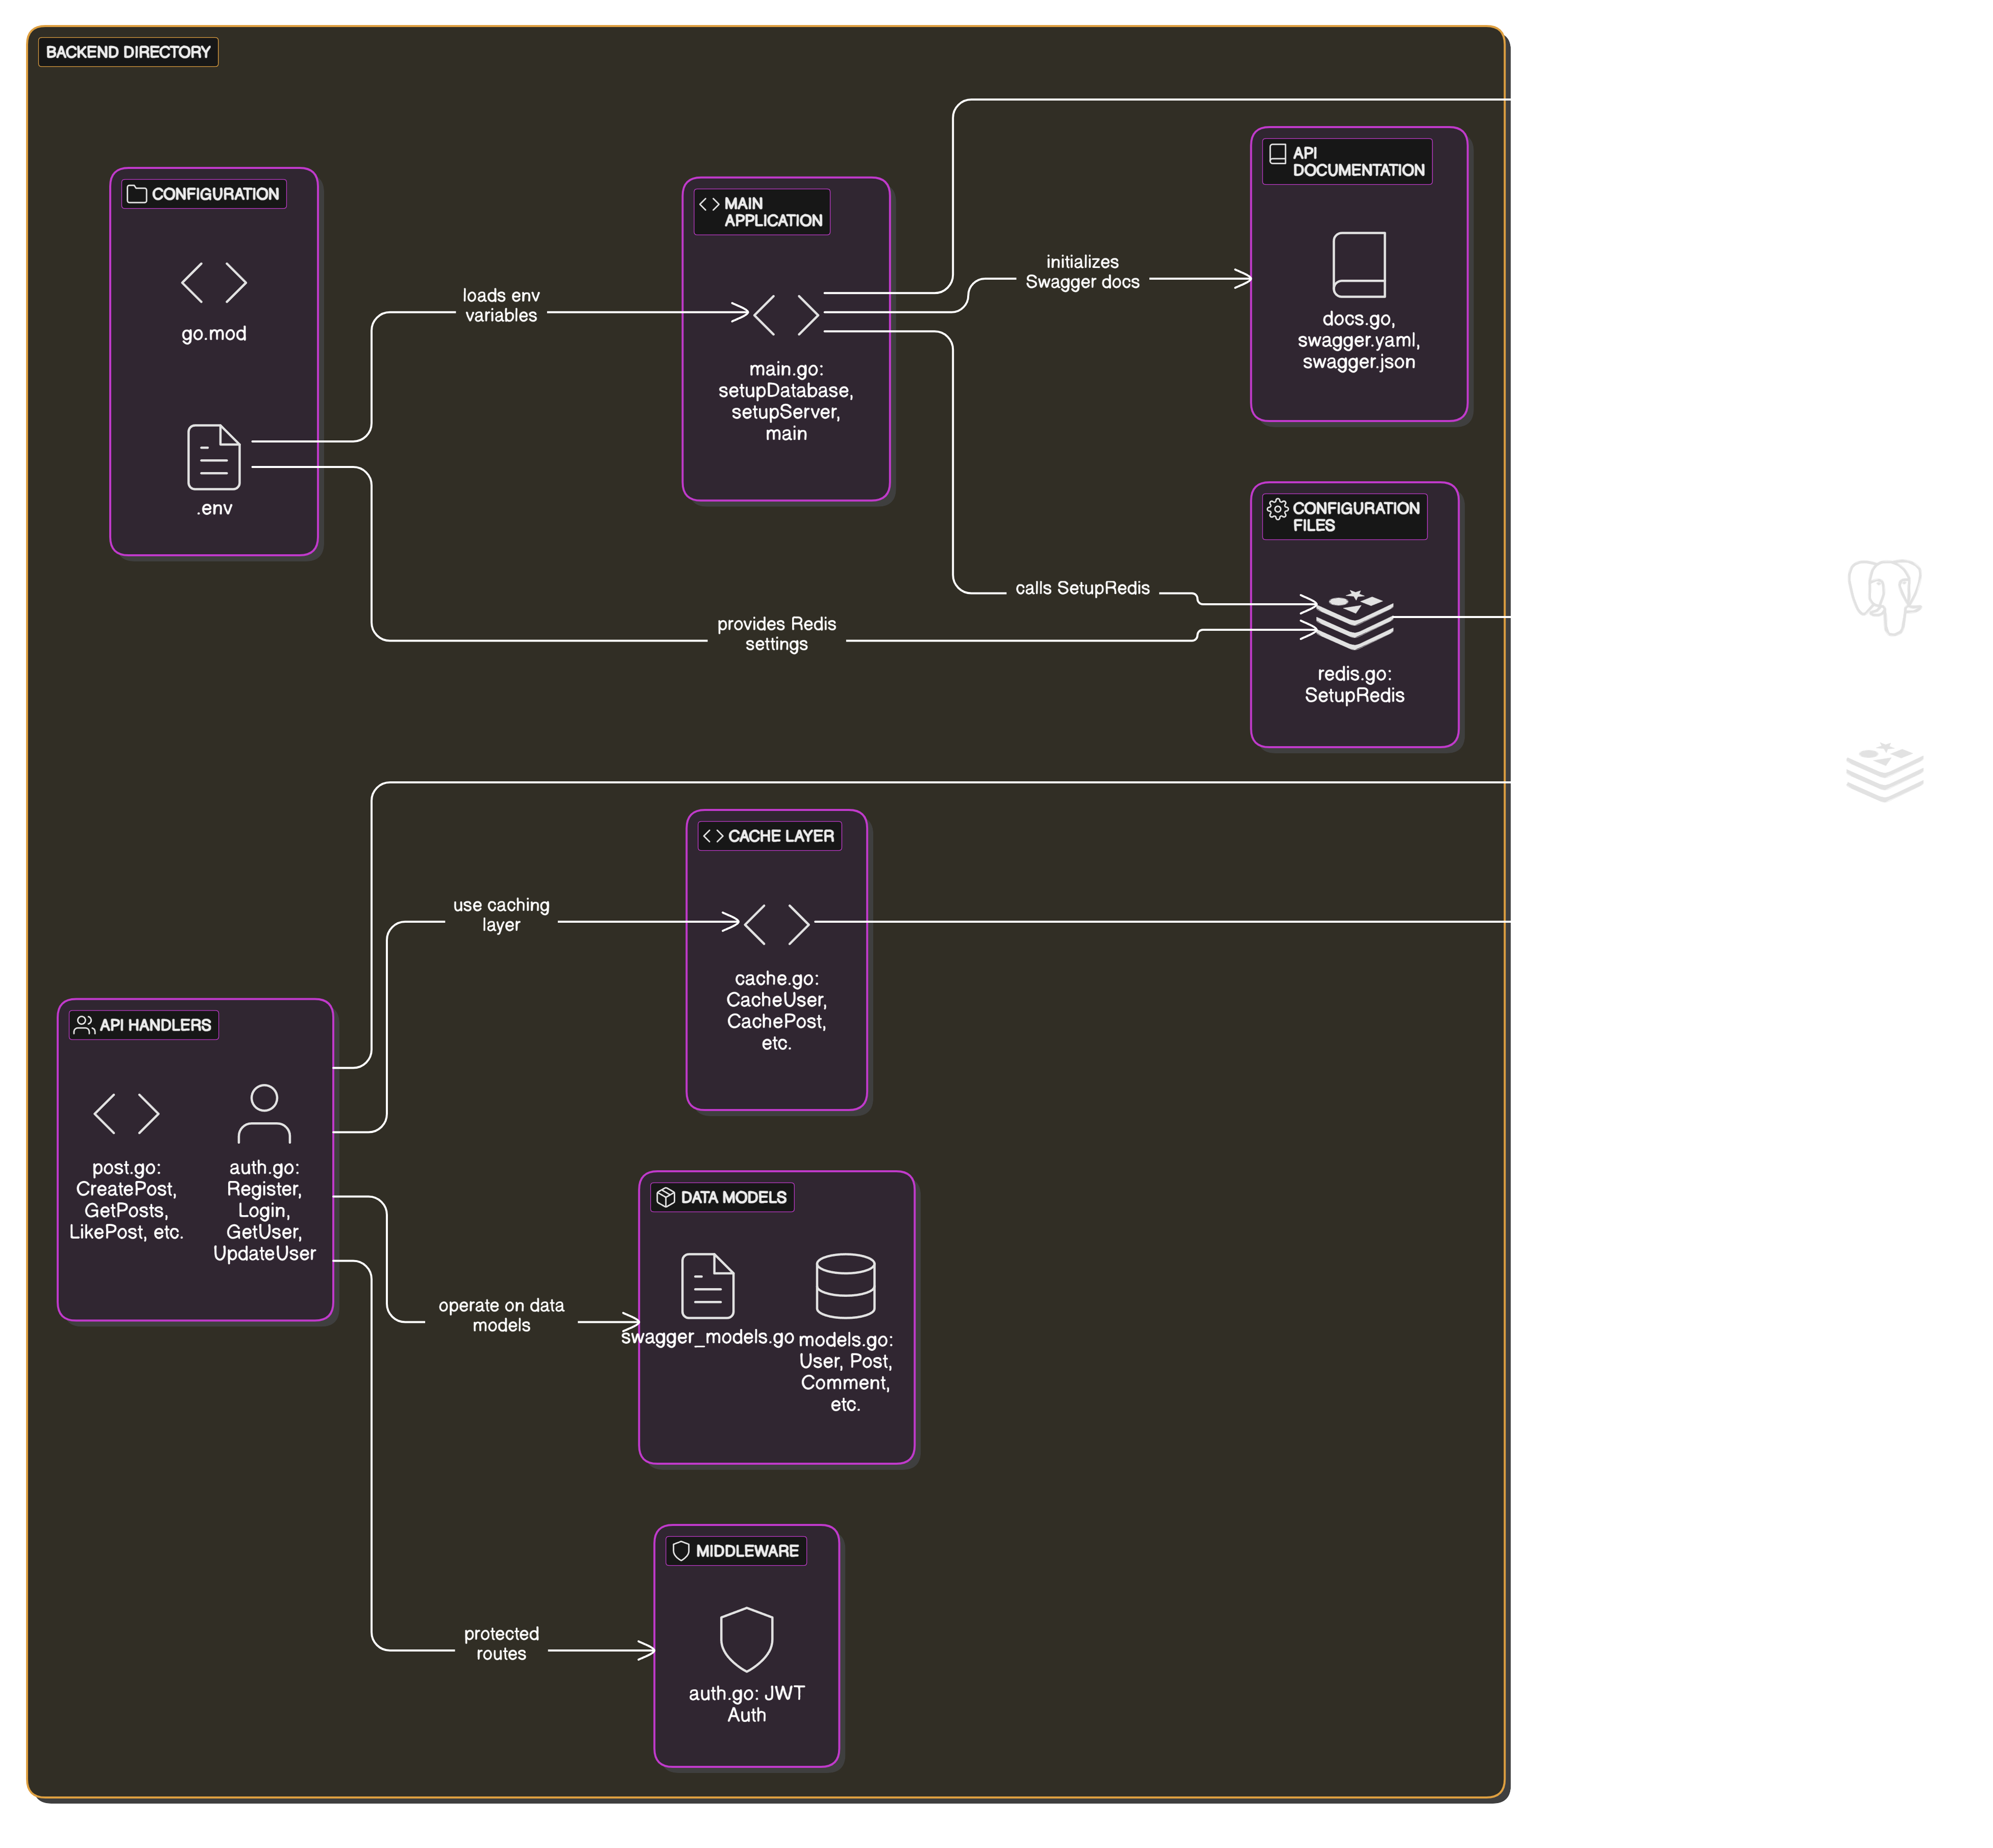 BACKEND DIRECTORY
CONFIGURATION
go.mod
.env
loads env
variables
provides Redis
settings
MAIN
APPLICATION
main.go:
setupDatabase,
setupServer,
main
initializes
Swagger docs
calls SetupRedis
API
DOCUMENTATION
docs.go,
swagger.yaml,
swagger.json
CONFIGURATION
FILES
redis.go:
SetupRedis
API HANDLERS
post.go:
CreatePost,
GetPosts,
LikePost, etc.
auth.go:
Register,
Login,
GetUser,
UpdateUser
use caching
layer
CACHE LAYER
cache.go:
CacheUser,
CachePost,
etc.
operate on data
models
DATA MODELS
swagger_models.go
models.go:
User, Post,
Comment,
etc.
protected
routes
MIDDLEWARE
auth.go: JWT
Auth